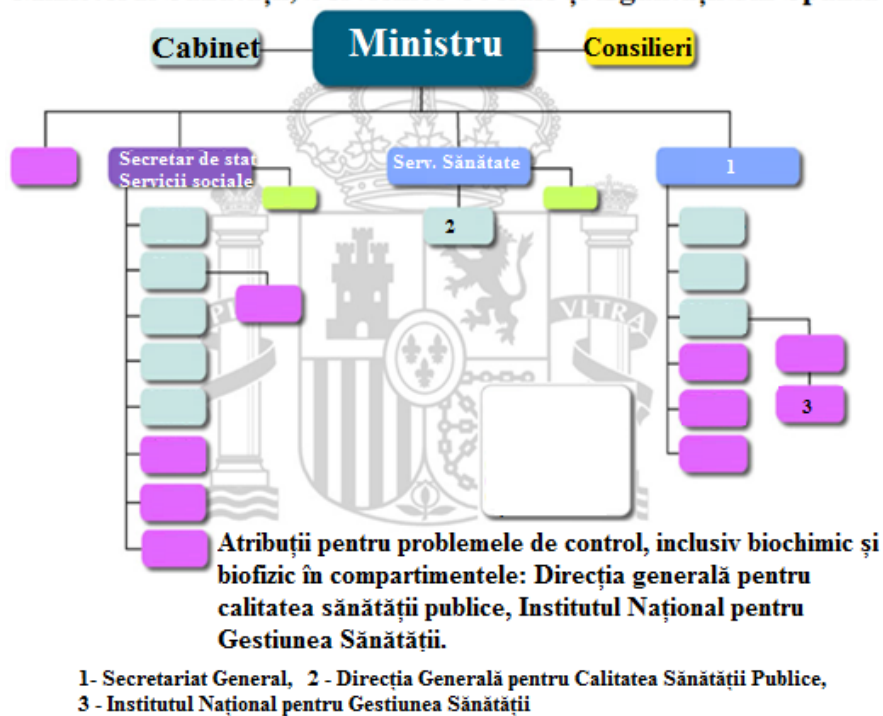 Cabinet
Ministru
Consilieri
Secretar de stat
Servicii sociale
Serv. Sănătate
1
2
VLTRA
3
Atribuții pentru problemele de control, inclusiv biochimic și
biofizic în compartimentele: Direcția generală pentru
calitatea sănătății publice, Institutul Național pentru
Gestiunea Sănătății.
1- Secretariat General, 2 - Direcția Generală pentru Calitatea Sănătății Publice,
3 - Institutul Național pentru Gestiunea Sănătății